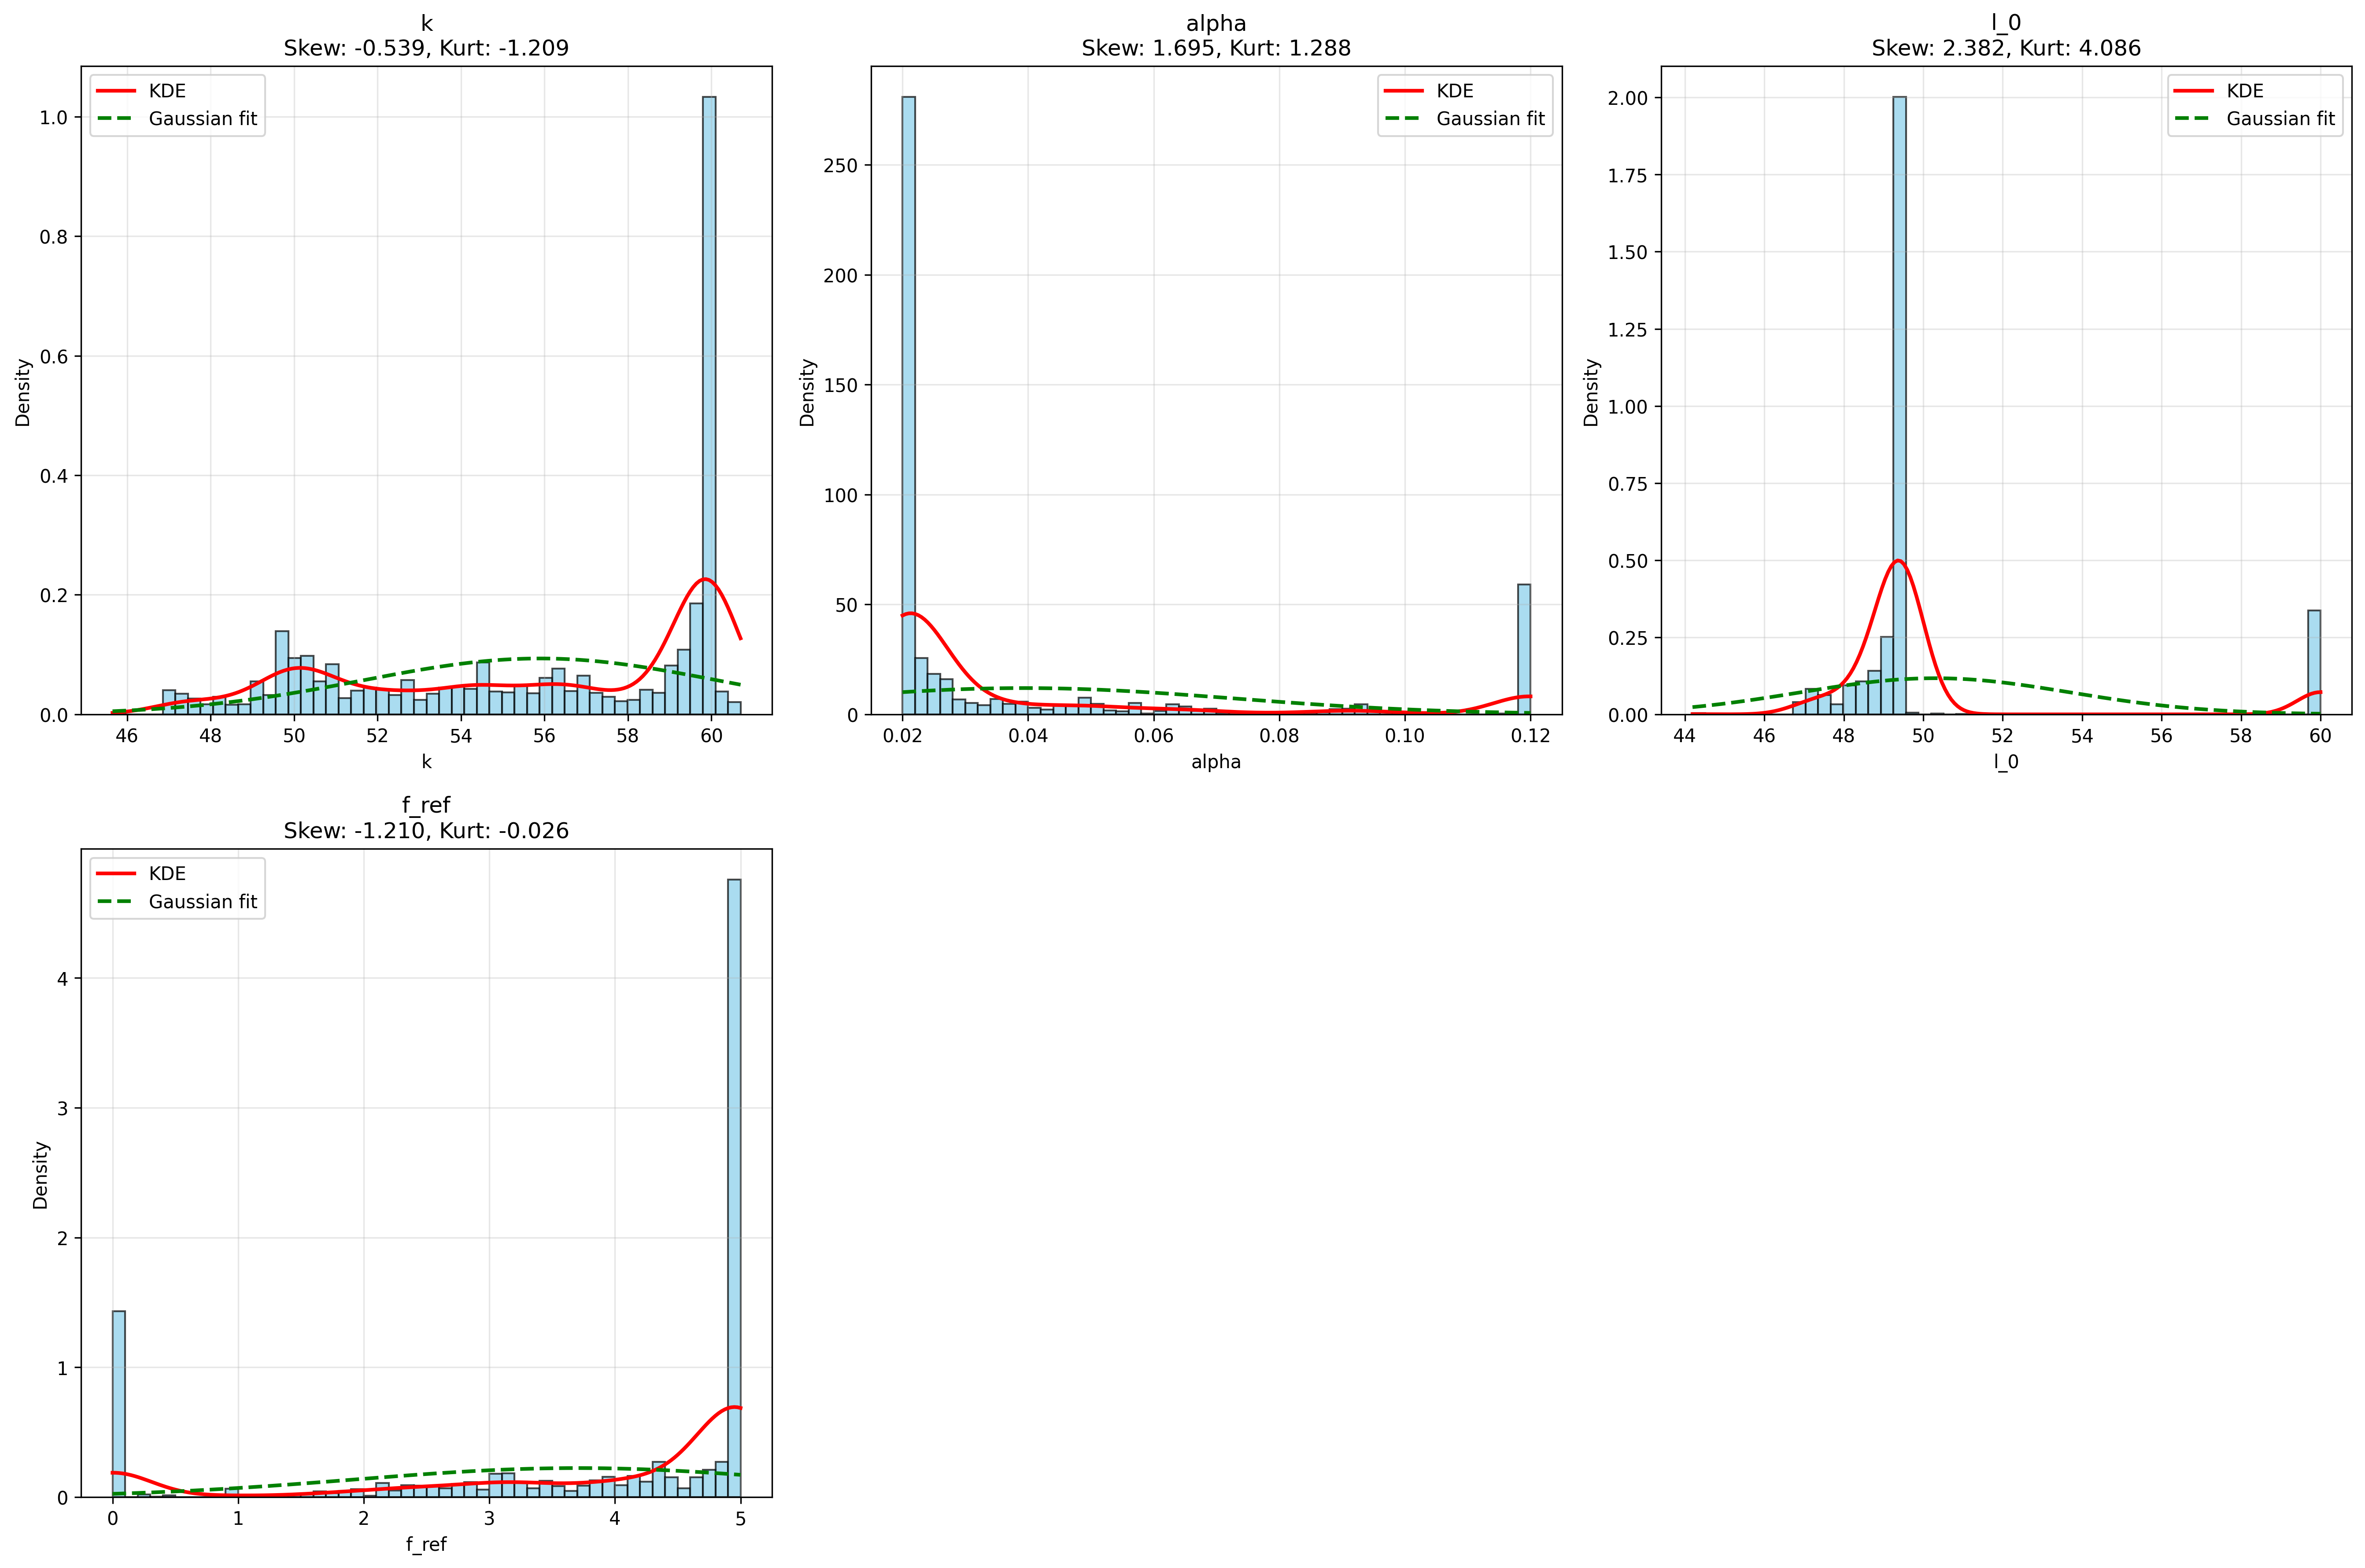 k
Skew: -0.539, Kurt: -1.209
KDE
Gaussian fit
1.0
0.8
0.6
0.4
0.2
0.0
Density
46 48 50 52 54 56 58 60
k
alpha
Skew: 1.695, Kurt: 1.288
KDE
Gaussian fit
250
200
150
100
50
0
Density
0.02 0.04 0.06 0.08 0.10 0.12
alpha
l_0
Skew: 2.382, Kurt: 4.086
KDE
Gaussian fit
2.00
1.75
1.50
1.25
1.00
0.75
0.50
0.25
0.00
Density
44 46 48 50 52 54 56 58 60
l_0
f_ref
Skew: -1.210, Kurt: -0.026
KDE
Gaussian fit
4
3
2
1
0
Density
0 1 2 3 4 5
f_ref